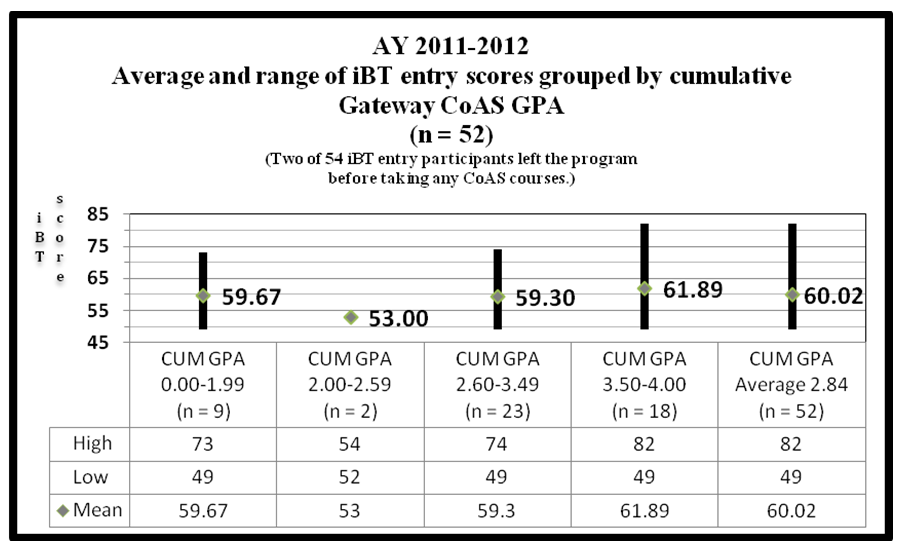 AY 2011-2012
Average and range of iBT entry scores grouped by cumulative
Gateway CoAS GPA
(n = 52)
(Two of 54 iBT entry participants left the program
before taking any CoAS courses.)
iBT score
85
75
65
55
45
59.67
53.00
59.30
61.89
60.02
CUM GPA 0.00-1.99 (n = 9)
CUM GPA 2.00-2.59 (n = 2)
CUM GPA 2.60-3.49 (n = 23)
CUM GPA 3.50-4.00 (n = 18)
CUM GPA Average 2.84 (n = 52)
High 73 54 74 82 82
Low 49 52 49 49 49
Mean 59.67 53 59.3 61.89 60.02